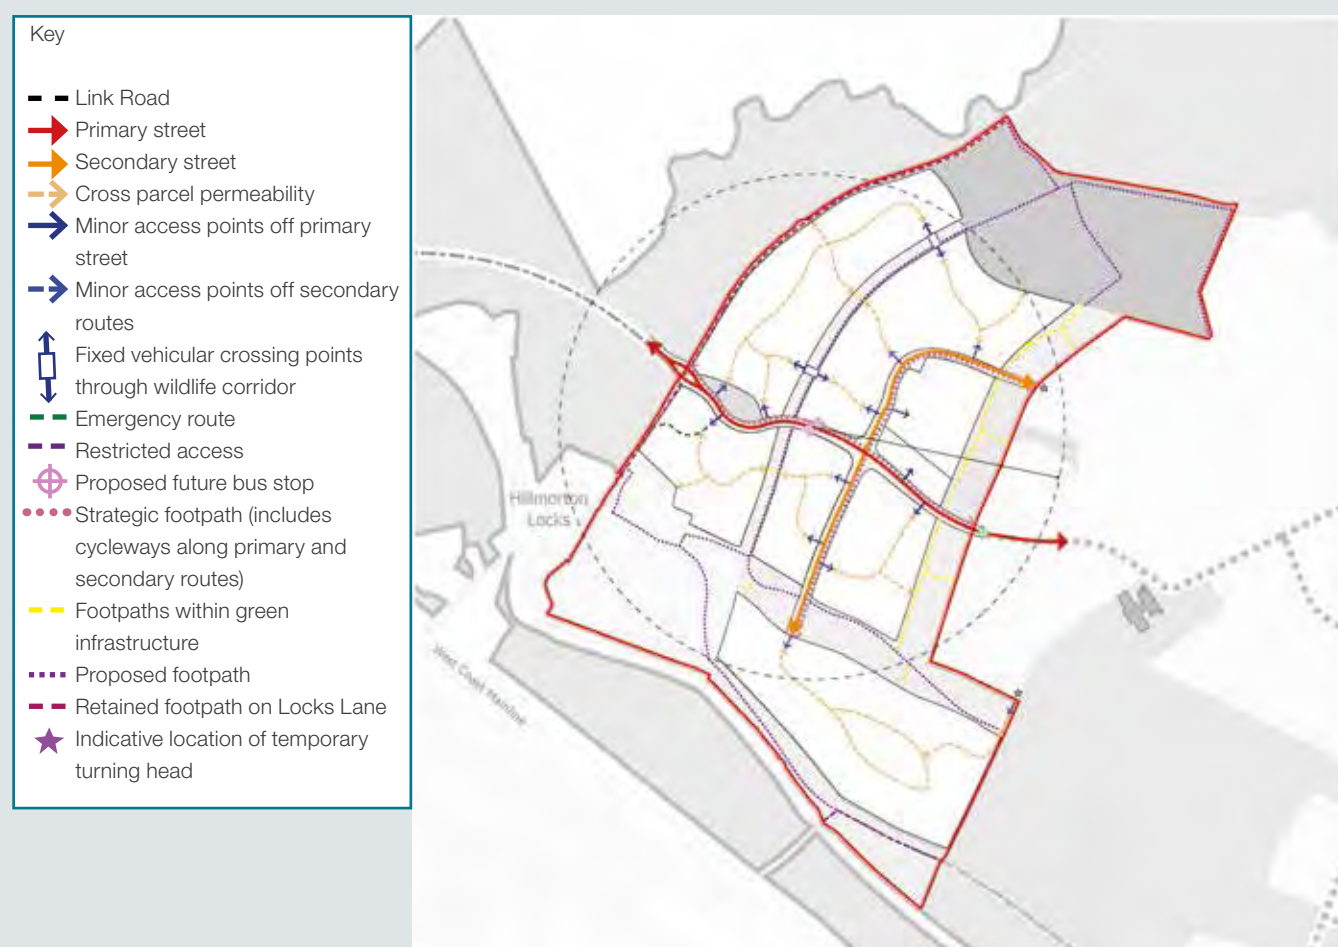 Key
Link Road
Primary street
Secondary street
Cross parcel permeability
Minor access points off primary
street
Minor access points off secondary
routes
Fixed vehicular crossing points
through wildlife corridor
Emergency route
Restricted access
Proposed future bus stop
Strategic footpath (includes
cycleways along primary and
secondary routes)
Footpaths within green
infrastructure
Proposed footpath
Retained footpath on Locks Lane
Indicative location of temporary
turning head
Hillmorton
Locks
West Coast Mainline